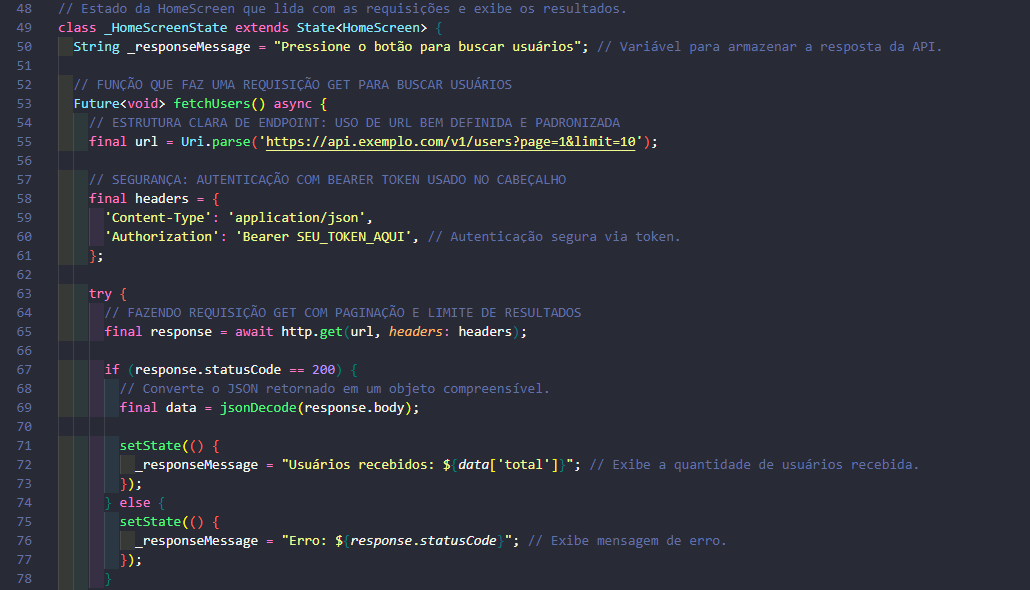 48 // Estado da HomeScreen que lida com as requisições e exibe os resultados.
49 class _HomeScreenState extends State<HomeScreen> {
50   String _responseMessage = "Pressione o botão para buscar usuários"; // Variável para armazenar a resposta da API.
51
52   // FUNÇÃO QUE FAZ UMA REQUISIÇÃO GET PARA BUSCAR USUÁRIOS
53   Future<void> fetchUsers() async {
54     // ESTRUTURA CLARA DE ENDPOINT: USO DE URL BEM DEFINIDA E PADRONIZADA
55     final url = Uri.parse('https://api.exemplo.com/v1/users?page=1&limit=10');
56
57     // SEGURANÇA: AUTENTICAÇÃO COM BEARER TOKEN USADO NO CABEÇALHO
58     final headers = {
59       'Content-Type': 'application/json',
60       'Authorization': 'Bearer SEU_TOKEN_AQUI', // Autenticação segura via token.
61     };
62
63     try {
64       // FAZENDO REQUISIÇÃO GET COM PAGINAÇÃO E LIMITE DE RESULTADOS
65       final response = await http.get(url, headers: headers);
66
67       if (response.statusCode == 200) {
68         // Converte o JSON retornado em um objeto compreensível.
69         final data = jsonDecode(response.body);
70
71         setState(() {
72           _responseMessage = "Usuários recebidos: ${data['total']}"; // Exibe a quantidade de usuários recebida.
73         });
74       } else {
75         setState(() {
76           _responseMessage = "Erro: ${response.statusCode}"; // Exibe mensagem de erro.
77         });
78       }